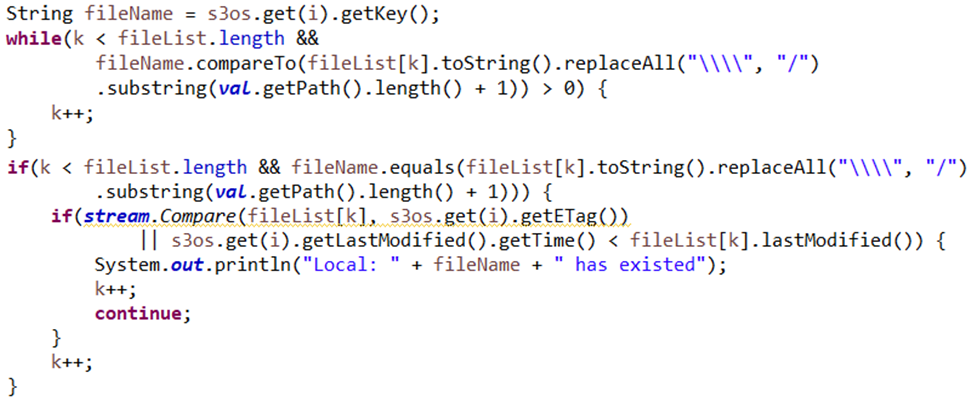 String fileName = s3os.get(i).getKey();
while(k < fileList.length &&
        fileName.compareTo(fileList[k].toString().replaceAll("\\\\", "/")
        .substring(val.getPath().length() + 1)) > 0) {
    k++;
}
if(k < fileList.length && fileName.equals(fileList[k].toString().replaceAll("\\\\", "/")
        .substring(val.getPath().length() + 1))) {
    if(stream.Compare(fileList[k], s3os.get(i).getETag())
            || s3os.get(i).getLastModified().getTime() < fileList[k].lastModified()) {
        System.out.println("Local: " + fileName + " has existed");
        k++;
        continue;
    }
    k++;
}